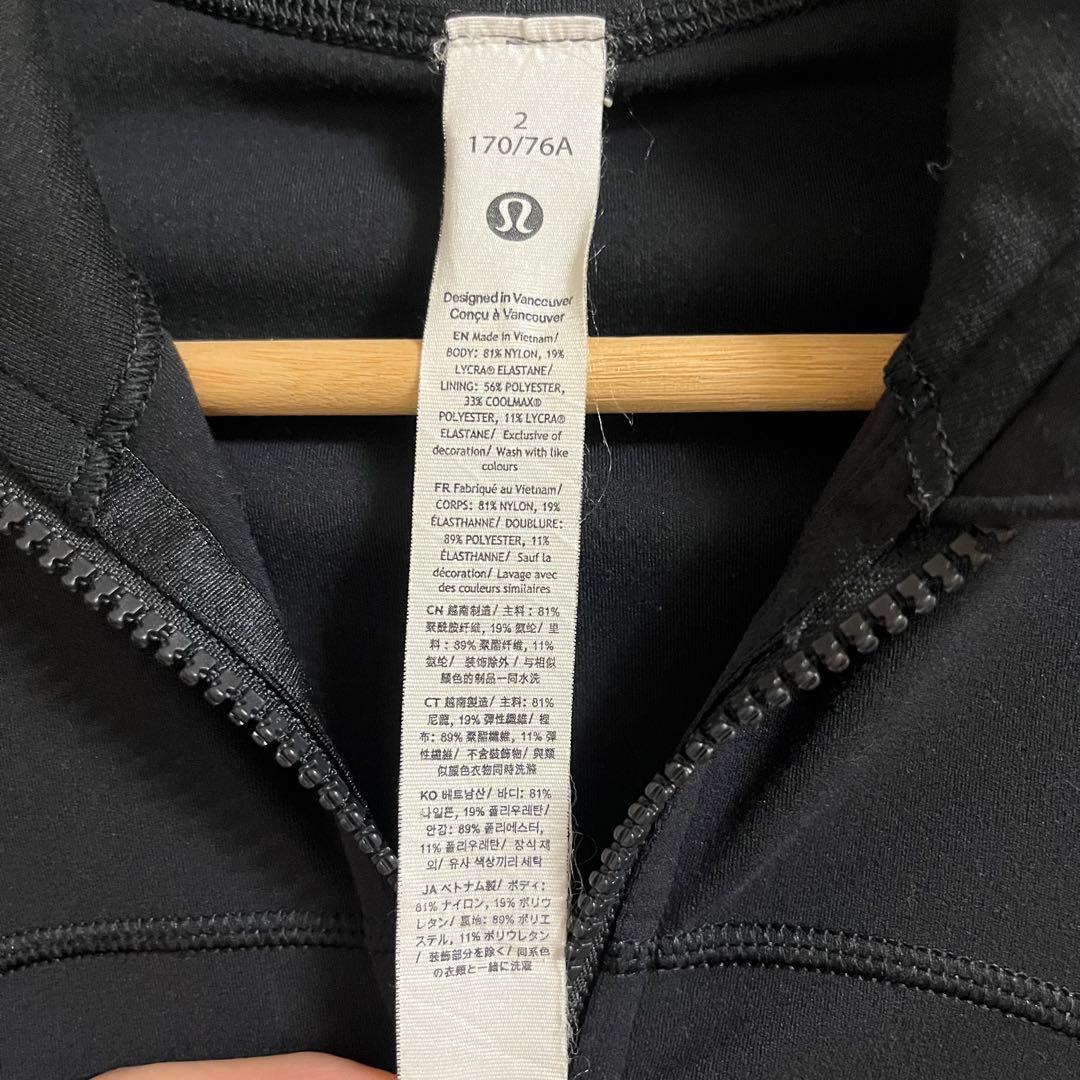 2
170/76A
Designed in Vancouver
Conçu à Vancouver
EN Made in Vietnam/
BODY: 81% NYLON, 19%
LYCRA® ELASTANE/
LINING: 56% POLYESTER,
33% COOLMAX®
POLYESTER, 11% LYCRA®
ELASTANE/ Exclusive of
decoration/ Wash with like
colours
FR Fabriqué au Vietnam/
CORPS: 81% NYLON, 19%
ÉLASTHANNE/ DOUBLURE:
89% POLYESTER, 11%
ÉLASTHANNE/ Sauf la
décoration/ Lavage avec
des couleurs similaires
CN 越南制造/ 主料: 81%
聚酰胺纤维, 19% 氨纶/ 里
料: 89% 聚酯纤维, 11%
氨纶/ 装饰除外/ 与相似
颜色的制品一同水洗
CT 越南製造/ 主料: 81%
尼龍, 19% 彈性纖維/ 裡
布: 89% 聚酯纖維, 11% 彈
性纖維/ 不含裝飾物/ 與類
似顏色衣物同時洗滌
KO 베트남산/ 바디: 81%
나일론, 19% 폴리우레탄/
안감: 89% 폴리에스터,
11% 폴리우레탄/ 장식 제
외/ 유사 색상끼리 세탁
JA ベトナム製/ ボディ:
81% ナイロン, 19% ポリウ
レタン/ 裏地: 89% ポリエ
ステル, 11% ポリウレタン
/ 装飾部分を除く/ 同系色
の衣類と一緒に洗濯